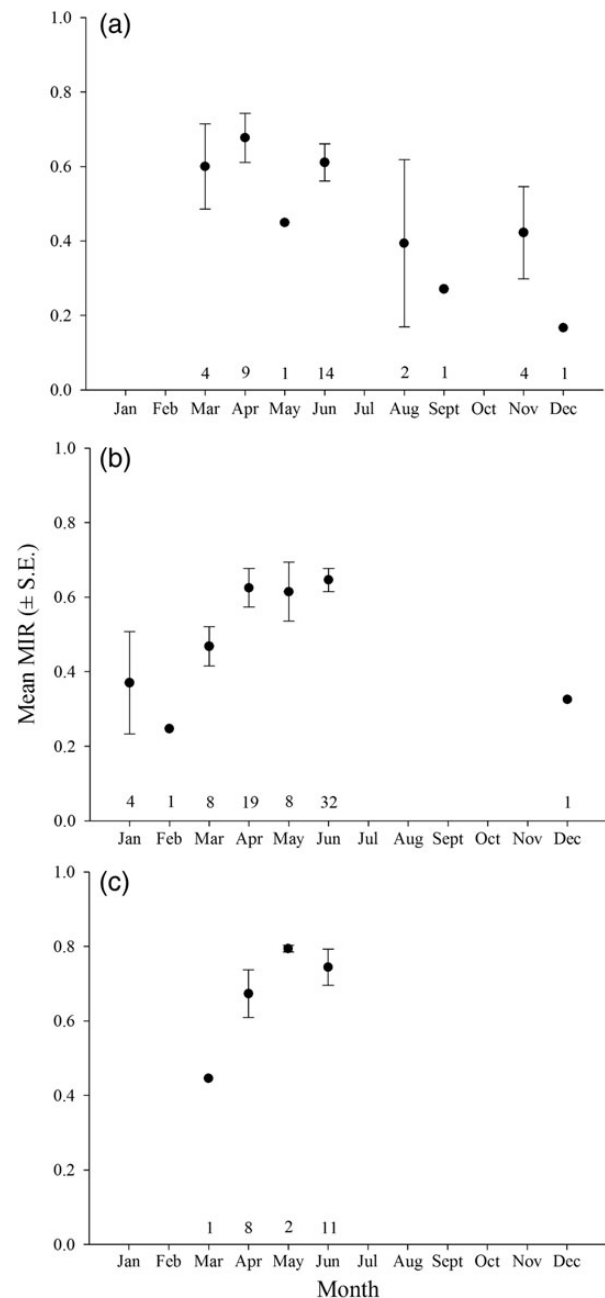 (a)
1.0
0.8
0.6
0.4
0.2
0.0
4 9 1 14 2 1 4 1
Jan Feb Mar Apr May Jun Jul Aug Sept Oct Nov Dec
(b)
1.0
0.8
0.6
0.4
0.2
0.0
Mean MIR (± S.E.)
4 1 8 19 8 32 1
Jan Feb Mar Apr May Jun Jul Aug Sept Oct Nov Dec
(c)
1.0
0.8
0.6
0.4
0.2
0.0
1 8 2 11
Jan Feb Mar Apr May Jun Jul Aug Sept Oct Nov Dec
Month